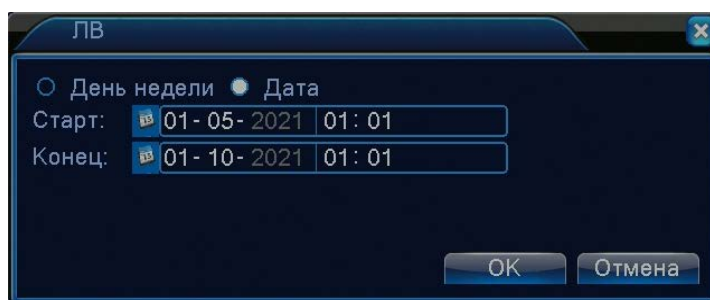 ЛВ
День недели Дата
Старт: 01-05-2021 01:01
Конец: 01-10-2021 01:01
OK Отмена